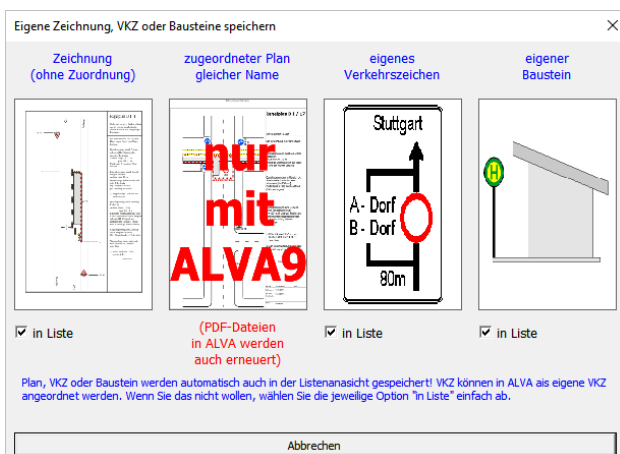 Eigene Zeichnung, VKZ oder Bausteine speichern
Zeichnung
(ohne Zuordnung)
zugeordneter Plan
gleicher Name
eigenes
Verkehrszeichen
eigener
Baustein
nur
mit
ALVA9
Stuttgart
A - Dorf
B - Dorf
80m
H
in Liste
(PDF-Dateien
in ALVA werden
auch erneuert)
in Liste
in Liste
Plan, VKZ oder Baustein werden automatisch auch in der Listenanasicht gespeichert! VKZ können in ALVA als eigene VKZ
angeordnet werden. Wenn Sie das nicht wollen, wählen Sie die jeweilige Option "in Liste" einfach ab.
Abbrechen